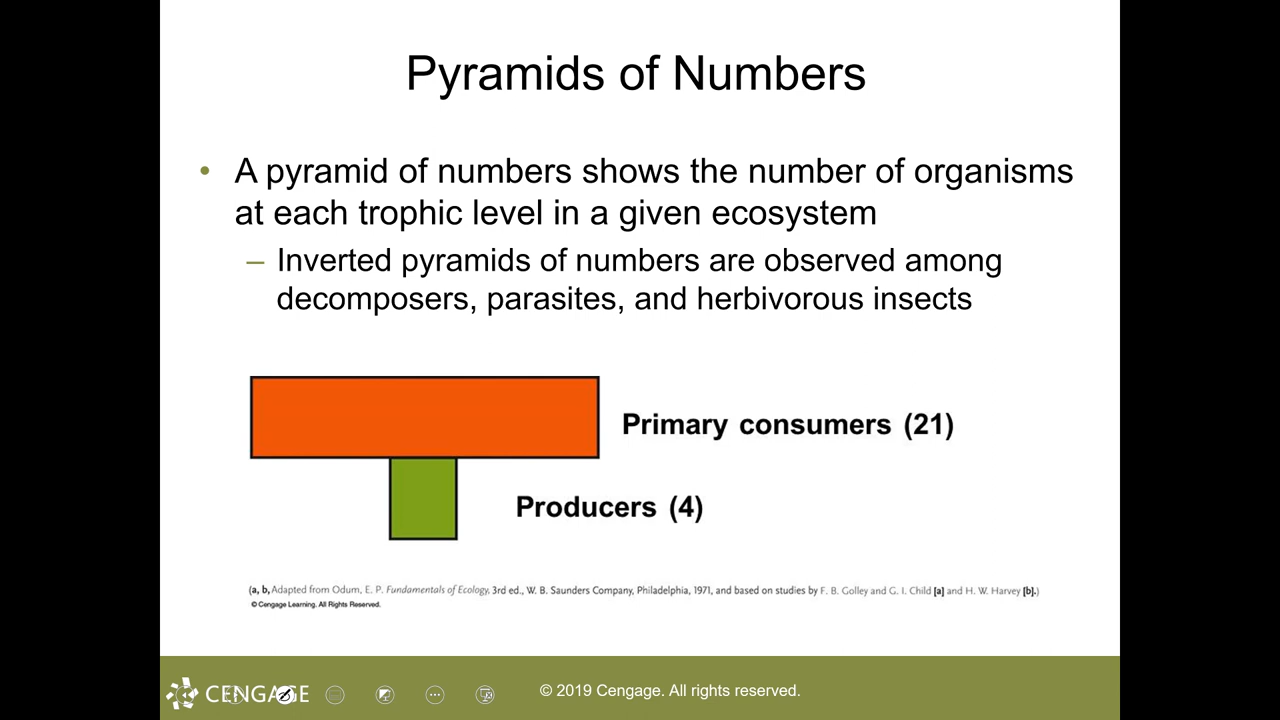 Pyramids of Numbers
• A pyramid of numbers shows the number of organisms
at each trophic level in a given ecosystem
– Inverted pyramids of numbers are observed among
decomposers, parasites, and herbivorous insects
Primary consumers (21)
Producers (4)
(a, b, Adapted from Odum, E. P. Fundamentals of Ecology, 3rd ed., W. B. Saunders Company, Philadelphia, 1971, and based on studies by F. B. Golley and G. I. Child [a] and H. W. Harvey [b].)
© Cengage Learning. All Rights Reserved.
CENGAGE
© 2019 Cengage. All rights reserved.